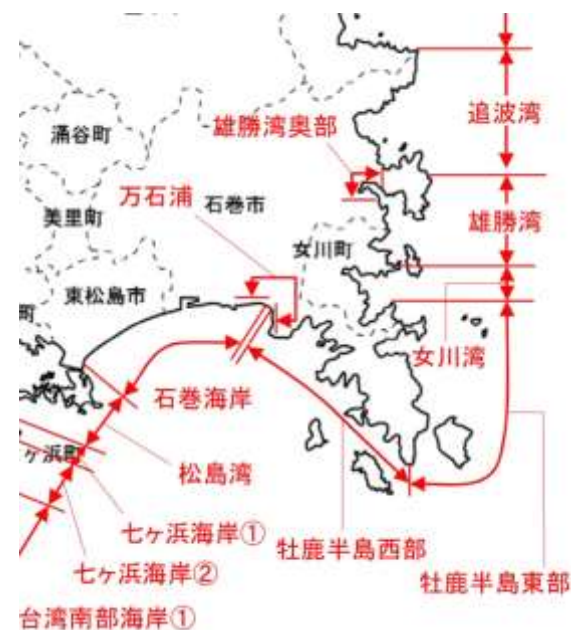 追波湾
雄勝湾奥部
涌谷町
万石浦
石巻市
美里町
雄勝湾
女川町
東松島市
町
女川湾
石巻海岸
ヶ浜町
松島湾
七ヶ浜海岸①
牡鹿半島西部
七ヶ浜海岸②
牡鹿半島東部
台湾南部海岸①